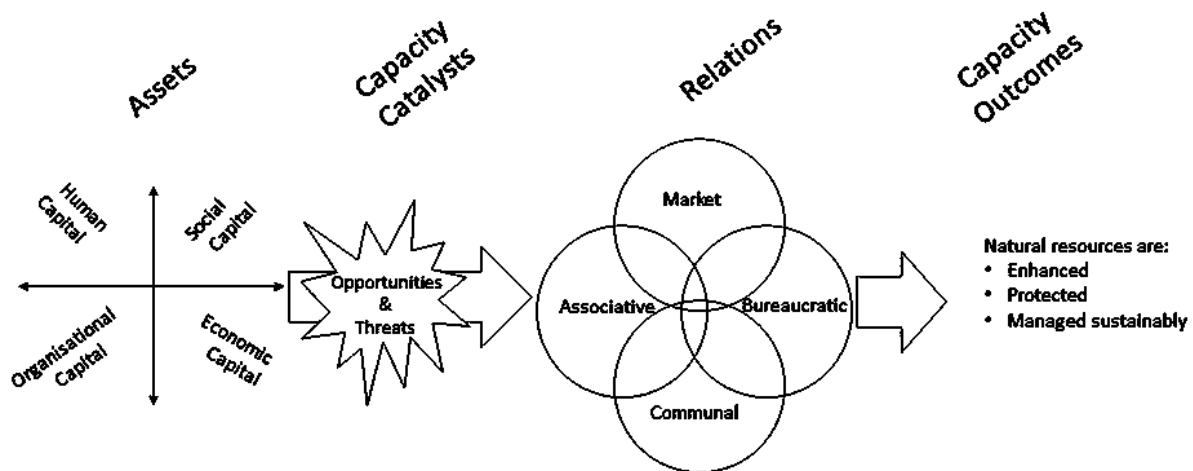 Assets
Capacity
Catalysts
Relations
Capacity
Outcomes
Human
Capital
Social
Capital
Organisational
Capital
Economic
Capital
Opportunities
&
Threats
Market
Associative
Bureaucratic
Communal
Natural resources are:
• Enhanced
• Protected
• Managed sustainably